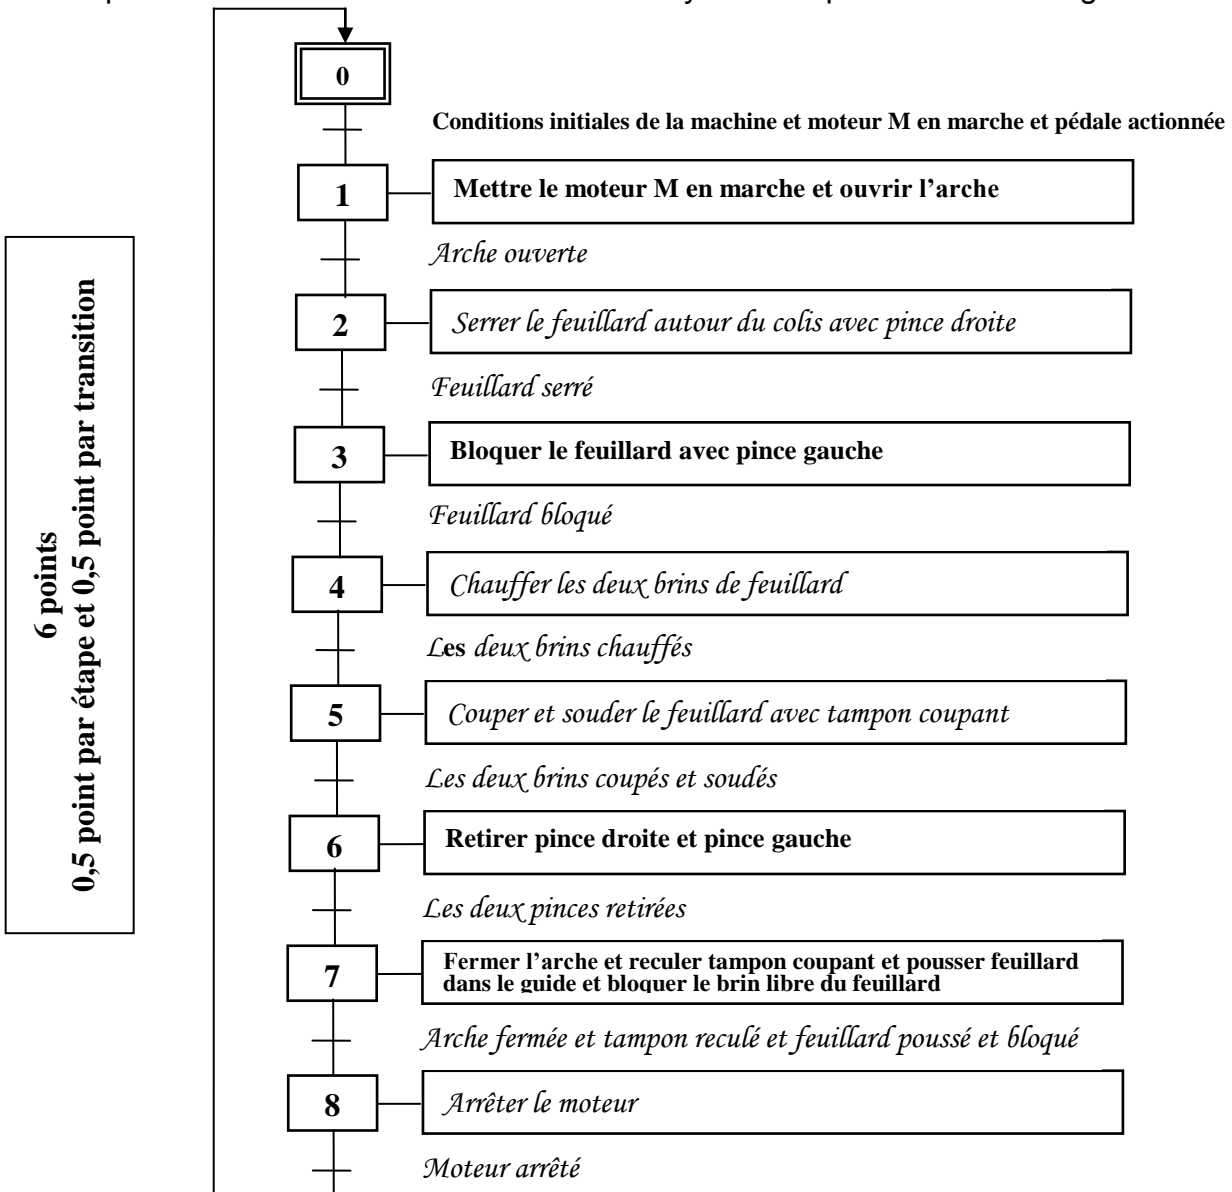 0
Conditions initiales de la machine et moteur M en marche et pédale actionnée
1
Mettre le moteur M en marche et ouvrir l’arche
Arche ouverte
2
Serrer le feuillard autour du colis avec pince droite
Feuillard serré
3
Bloquer le feuillard avec pince gauche
Feuillard bloqué
4
Chauffer les deux brins de feuillard
Les deux brins chauffés
5
Couper et souder le feuillard avec tampon coupant
Les deux brins coupés et soudés
6
Retirer pince droite et pince gauche
Les deux pinces retirées
7
Fermer l’arche et reculer tampon coupant et pousser feuillard
dans le guide et bloquer le brin libre du feuillard
Arche fermée et tampon reculé et feuillard poussé et bloqué
8
Arrêter le moteur
Moteur arrêté
6 points
0,5 point par étape et 0,5 point par transition